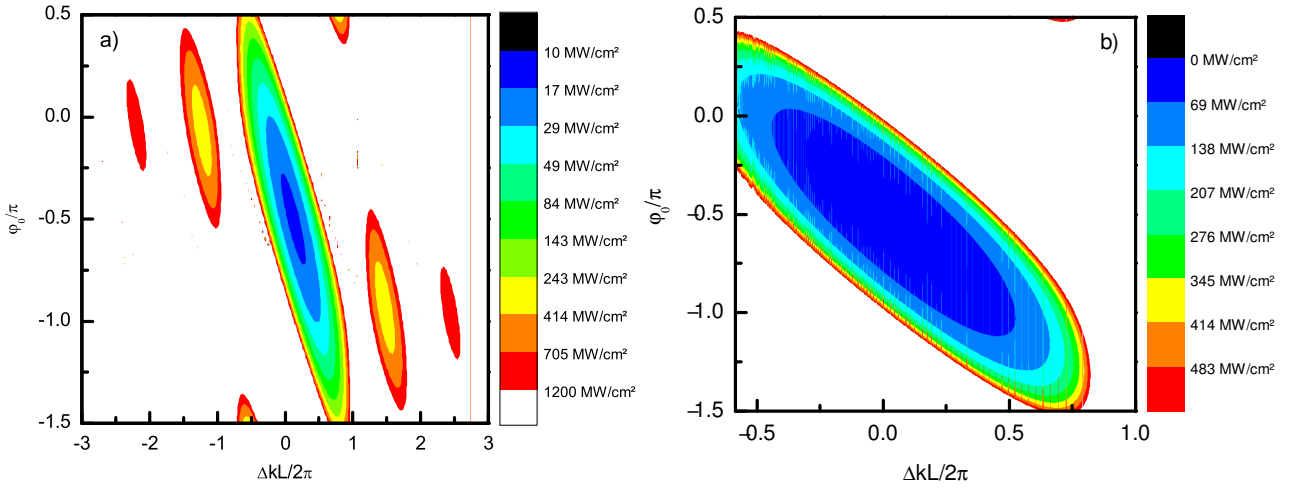 a)
φ₀/π
0.5
0.0
-0.5
-1.0
-1.5
-3
-2
-1
0
1
2
3
ΔkL/2π
10 MW/cm²
17 MW/cm²
29 MW/cm²
49 MW/cm²
84 MW/cm²
143 MW/cm²
243 MW/cm²
414 MW/cm²
705 MW/cm²
1200 MW/cm²
b)
φ₀/π
0.5
0.0
−0.5
−1.0
−1.5
−0.5
0.0
0.5
1.0
ΔkL/2π
0 MW/cm²
69 MW/cm²
138 MW/cm²
207 MW/cm²
276 MW/cm²
345 MW/cm²
414 MW/cm²
483 MW/cm²